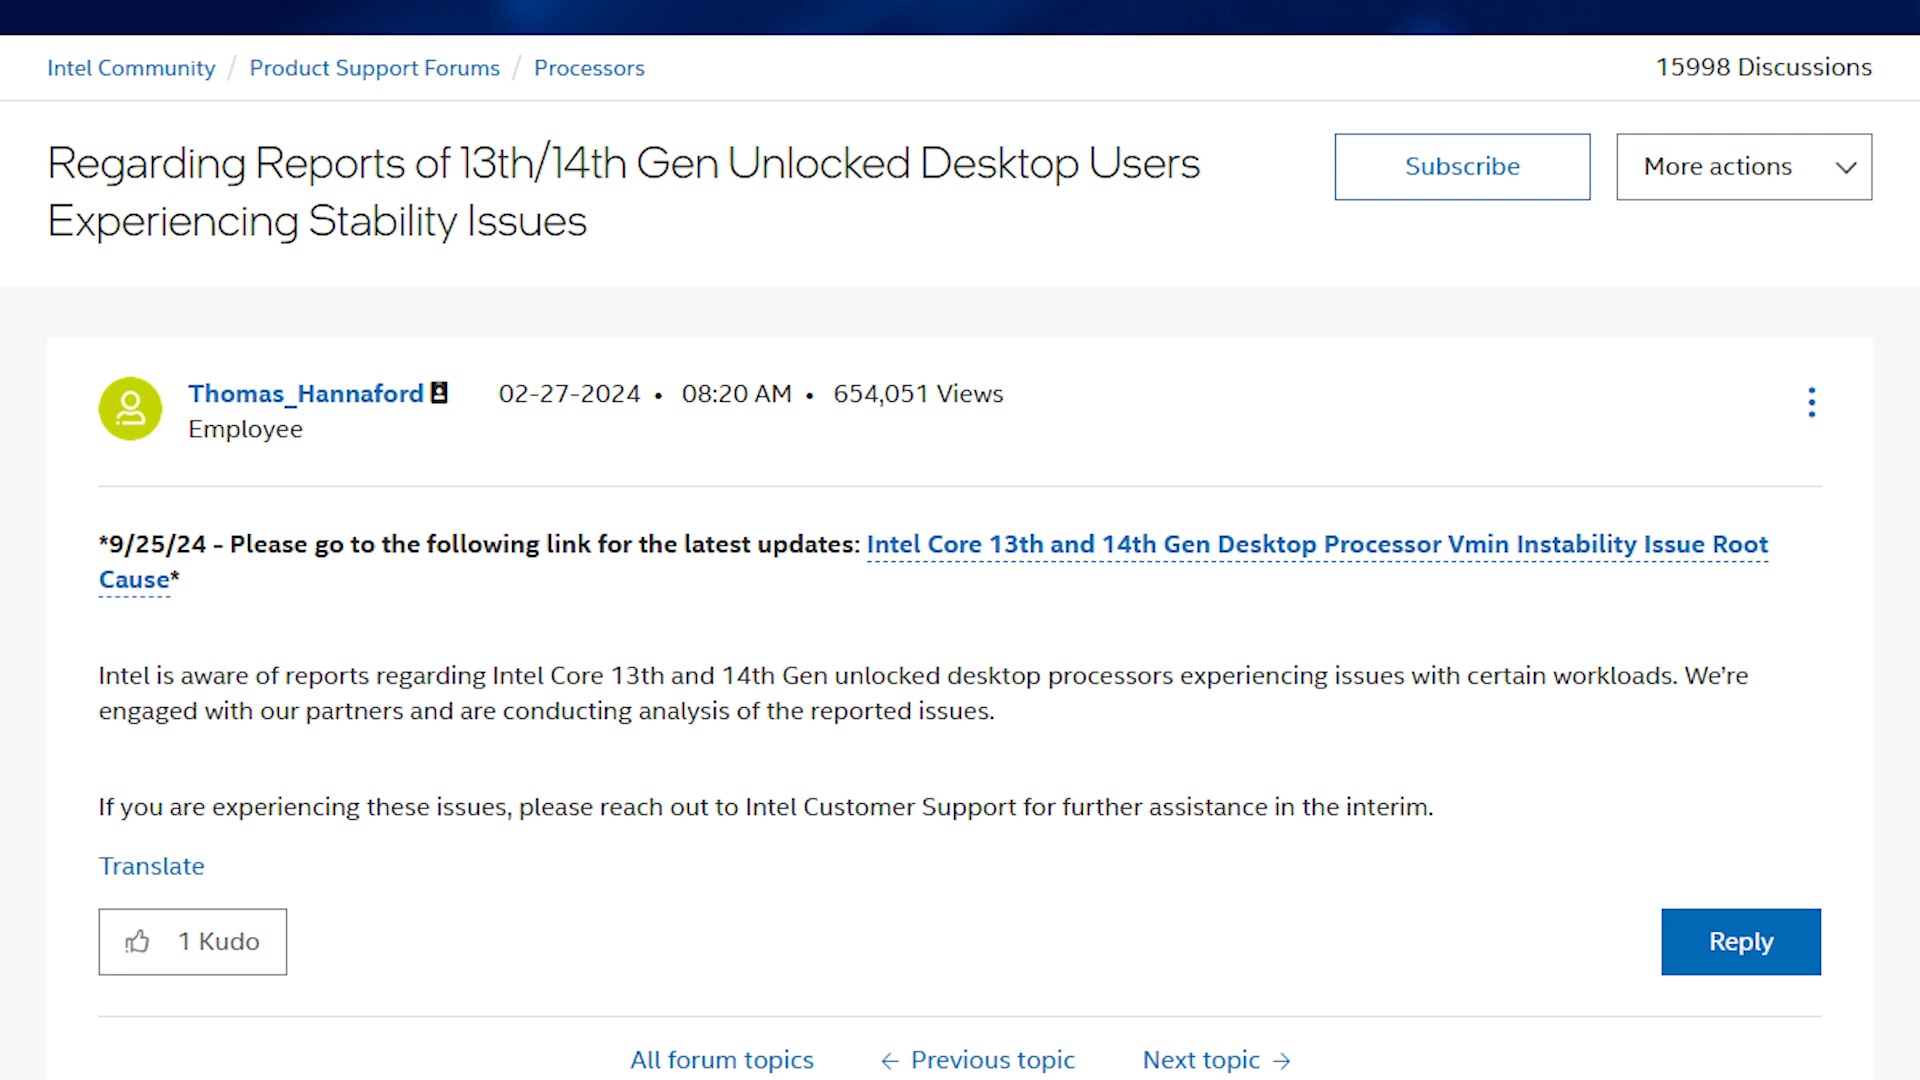 Intel Community / Product Support Forums / Processors
15998 Discussions
Regarding Reports of 13th/14th Gen Unlocked Desktop Users
Experiencing Stability Issues
Subscribe
More actions
Thomas_Hannaford 02-27-2024 • 08:20 AM • 654,051 Views
Employee
*9/25/24 - Please go to the following link for the latest updates: Intel Core 13th and 14th Gen Desktop Processor Vmin Instability Issue Root
Cause*
Intel is aware of reports regarding Intel Core 13th and 14th Gen unlocked desktop processors experiencing issues with certain workloads. We’re
engaged with our partners and are conducting analysis of the reported issues.
If you are experiencing these issues, please reach out to Intel Customer Support for further assistance in the interim.
Translate
1 Kudo
Reply
All forum topics ← Previous topic Next topic →